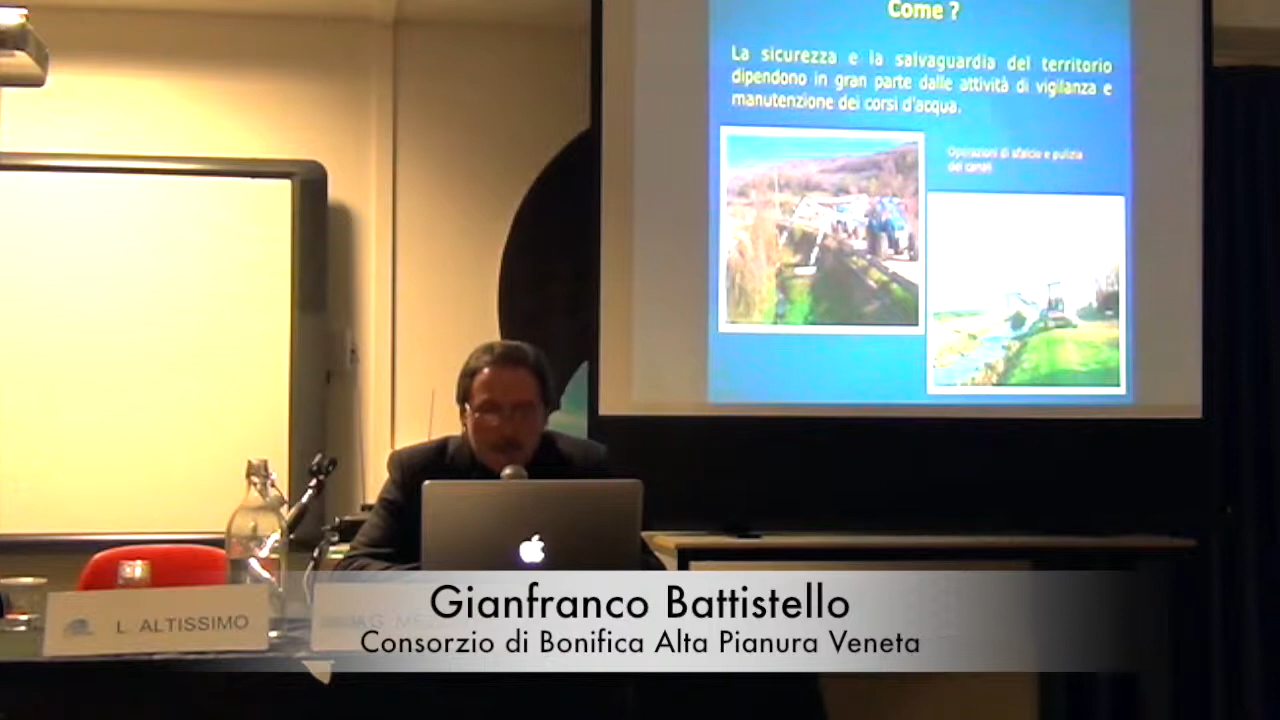 Come ?
La sicurezza e la salvaguardia del territorio
dipendono in gran parte dalle attività di vigilanza e
manutenzione dei corsi d'acqua.
Operazioni di sfalcio e pulizia
dei canali
L. ALTISSIMO
Gianfranco Battistello
Consorzio di Bonifica Alta Pianura Veneta